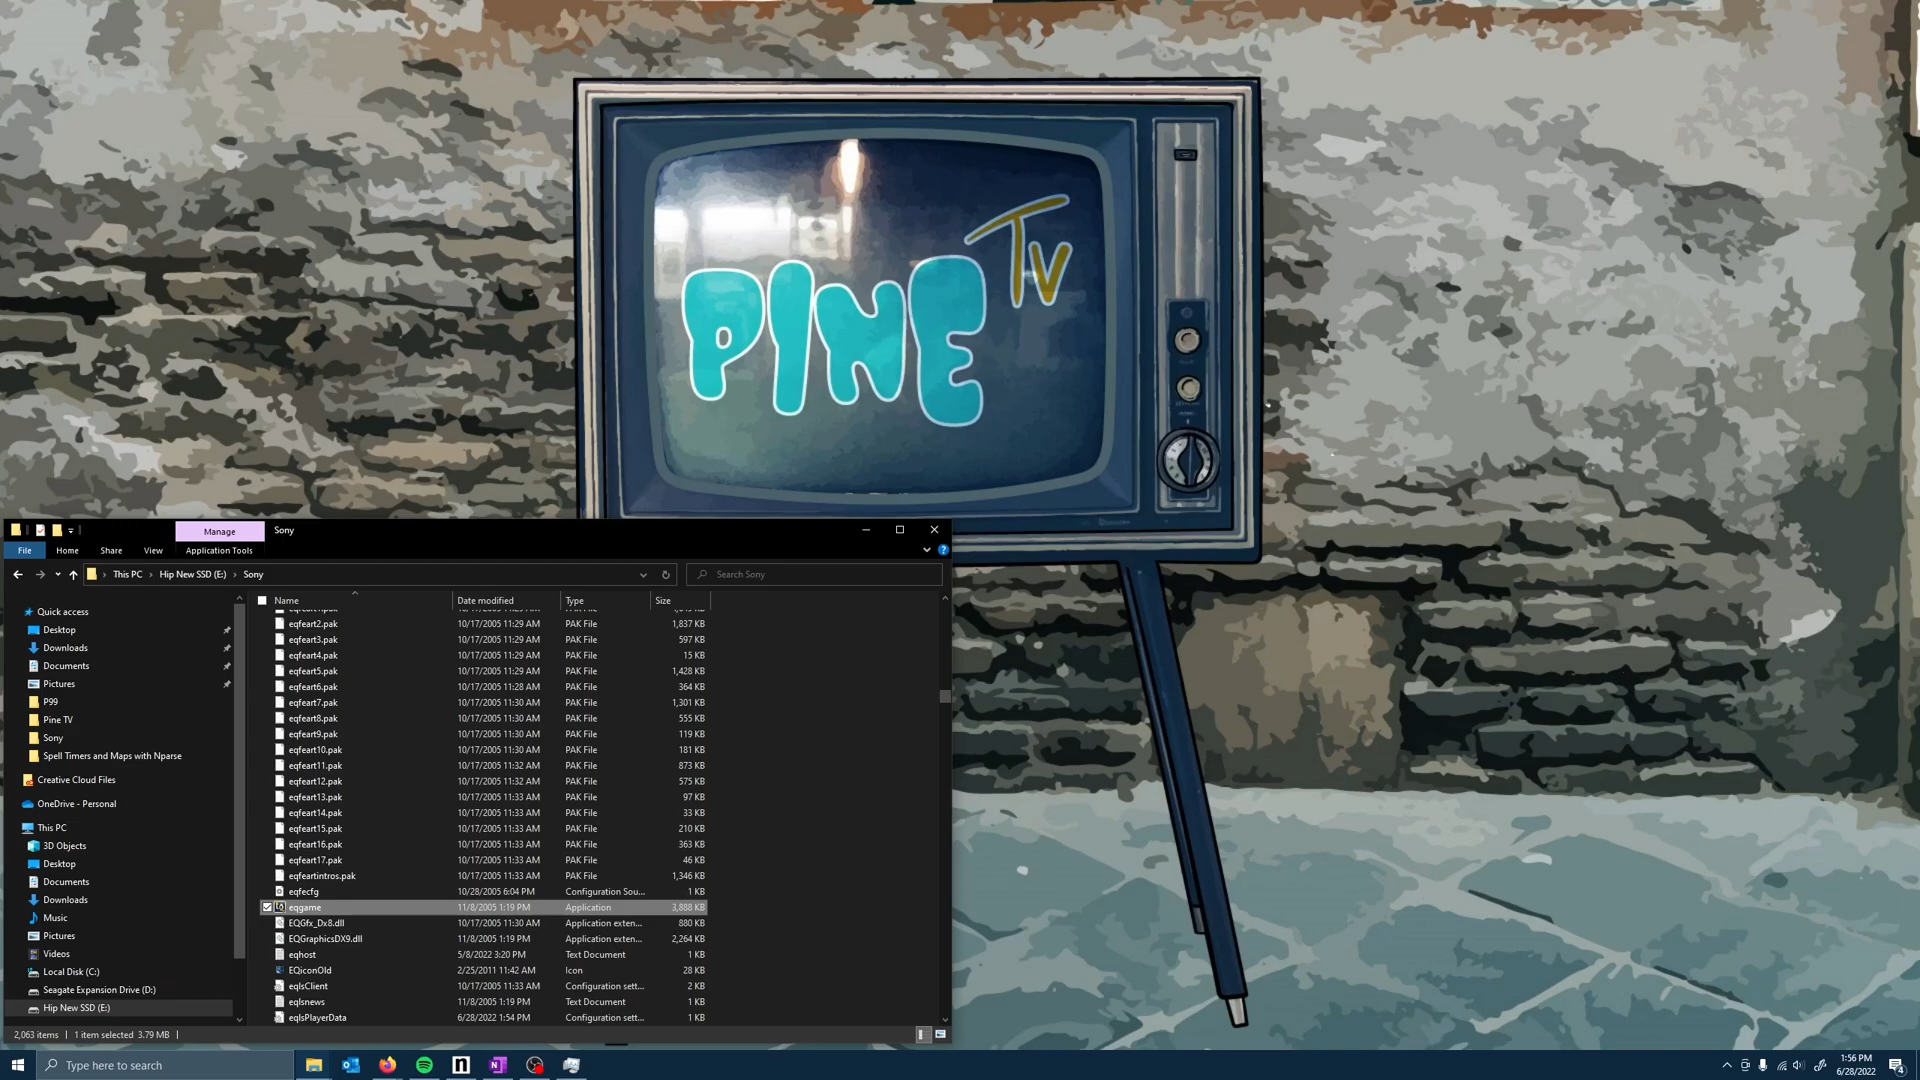 PINE
TV
Manage
Sony
File
Home
Share
View
Application Tools
This PC
Hip New SSD (E:)
Sony
Search Sony
Quick access
Desktop
Downloads
Documents
Pictures
P99
Pine TV
Sony
Spell Timers and Maps with Nparse
Creative Cloud Files
OneDrive - Personal
This PC
3D Objects
Desktop
Documents
Downloads
Music
Pictures
Videos
Local Disk (C:)
Seagate Expansion Drive (D:)
Hip New SSD (E:)
Name Date modified Type Size
eqfeart2.pak 10/17/2005 11:29 AM PAK File 1,837 KB
eqfeart3.pak 10/17/2005 11:29 AM PAK File 597 KB
eqfeart4.pak 10/17/2005 11:29 AM PAK File 15 KB
eqfeart5.pak 10/17/2005 11:29 AM PAK File 1,428 KB
eqfeart6.pak 10/17/2005 11:28 AM PAK File 364 KB
eqfeart7.pak 10/17/2005 11:30 AM PAK File 1,301 KB
eqfeart8.pak 10/17/2005 11:30 AM PAK File 555 KB
eqfeart9.pak 10/17/2005 11:30 AM PAK File 119 KB
eqfeart10.pak 10/17/2005 11:30 AM PAK File 181 KB
eqfeart11.pak 10/17/2005 11:32 AM PAK File 873 KB
eqfeart12.pak 10/17/2005 11:32 AM PAK File 575 KB
eqfeart13.pak 10/17/2005 11:33 AM PAK File 97 KB
eqfeart14.pak 10/17/2005 11:33 AM PAK File 33 KB
eqfeart15.pak 10/17/2005 11:33 AM PAK File 210 KB
eqfeart16.pak 10/17/2005 11:33 AM PAK File 363 KB
eqfeart17.pak 10/17/2005 11:33 AM PAK File 46 KB
eqfeartintros.pak 10/17/2005 11:33 AM PAK File 1,346 KB
eqfecfg 10/28/2005 6:04 PM Configuration Sou... 1 KB
eqgame 11/8/2005 1:19 PM Application 3,888 KB
EQGfx_Dx8.dll 10/17/2005 11:30 AM Application exten... 880 KB
EQGraphicsDX9.dll 11/8/2005 1:19 PM Application exten... 2,264 KB
eqhost 5/8/2022 3:20 PM Text Document 1 KB
EQiconOld 2/25/2011 11:42 AM Icon 28 KB
eqlsClient 10/17/2005 11:33 AM Configuration sett... 2 KB
eqlsnews 11/8/2005 1:19 PM Text Document 1 KB
eqlsPlayerData 6/28/2022 1:54 PM Configuration sett... 1 KB
2,063 items
1 item selected 3.79 MB
Type here to search
1:56 PM
6/28/2022
4